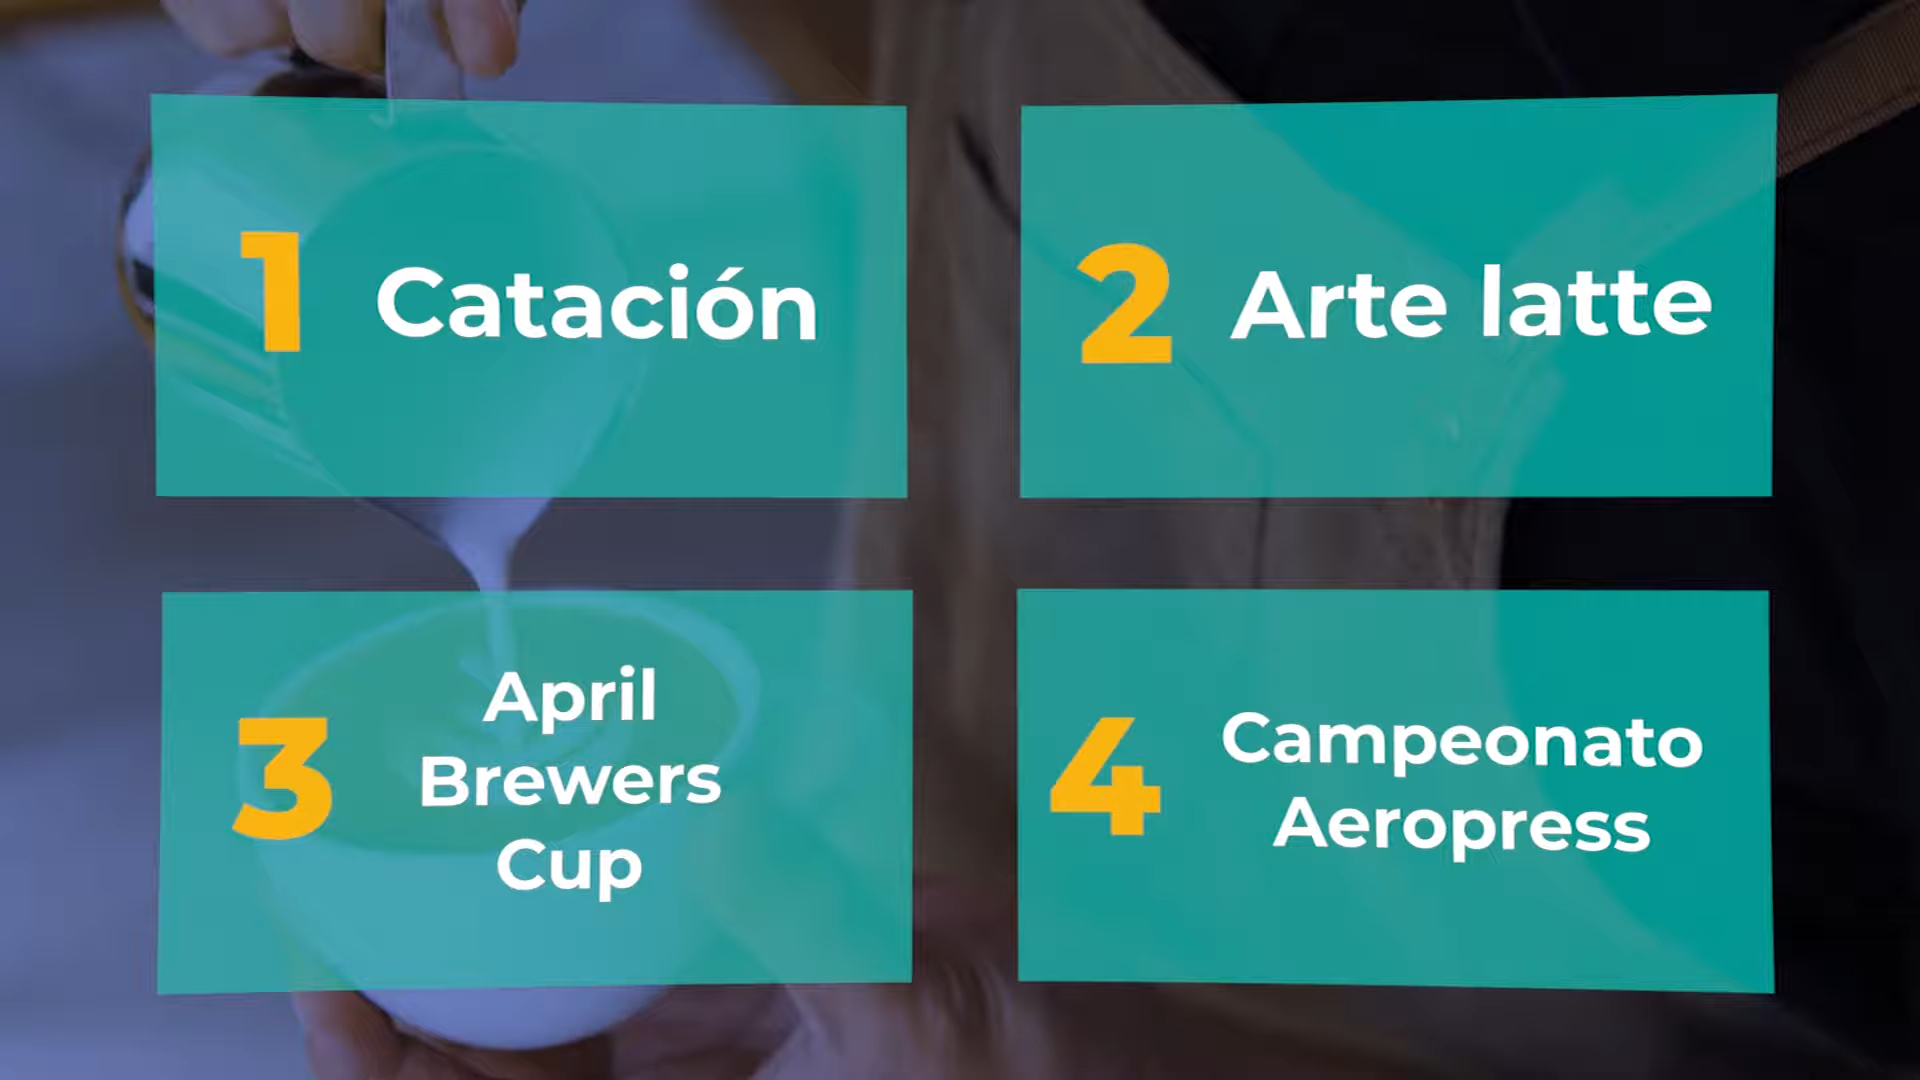 1 Catación
2 Arte latte
3 April
Brewers
Cup
4 Campeonato
Aeropress